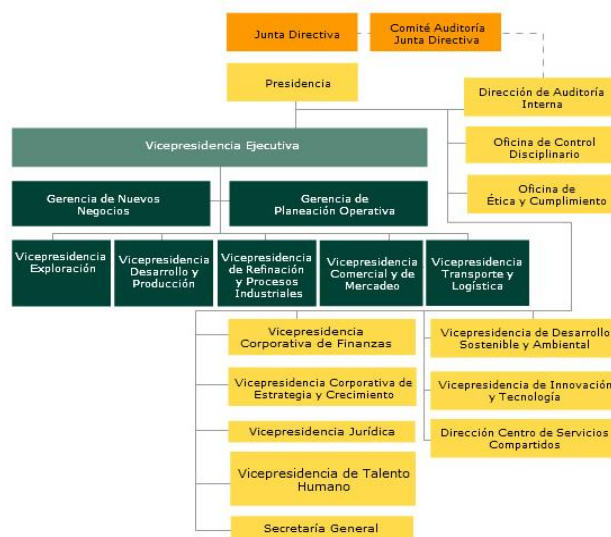 Junta Directiva
Comité Auditoría
Junta Directiva
Presidencia
Dirección de Auditoría
Interna
Vicepresidencia Ejecutiva
Oficina de Control
Disciplinario
Gerencia de Nuevos
Negocios
Gerencia de
Planeación Operativa
Oficina de
Ética y Cumplimiento
Vicepresidencia
Exploración
Vicepresidencia
Desarrollo y
Producción
Vicepresidencia
de Refinación
y Procesos
Industriales
Vicepresidencia
Comercial y de
Mercadeo
Vicepresidencia
Transporte y
Logística
Vicepresidencia
Corporativa de Finanzas
Vicepresidencia de Desarrollo
Sostenible y Ambiental
Vicepresidencia Corporativa de
Estrategia y Crecimiento
Vicepresidencia de Innovación
y Tecnología
Vicepresidencia Jurídica
Dirección Centro de Servicios
Compartidos
Vicepresidencia de Talento
Humano
Secretaría General